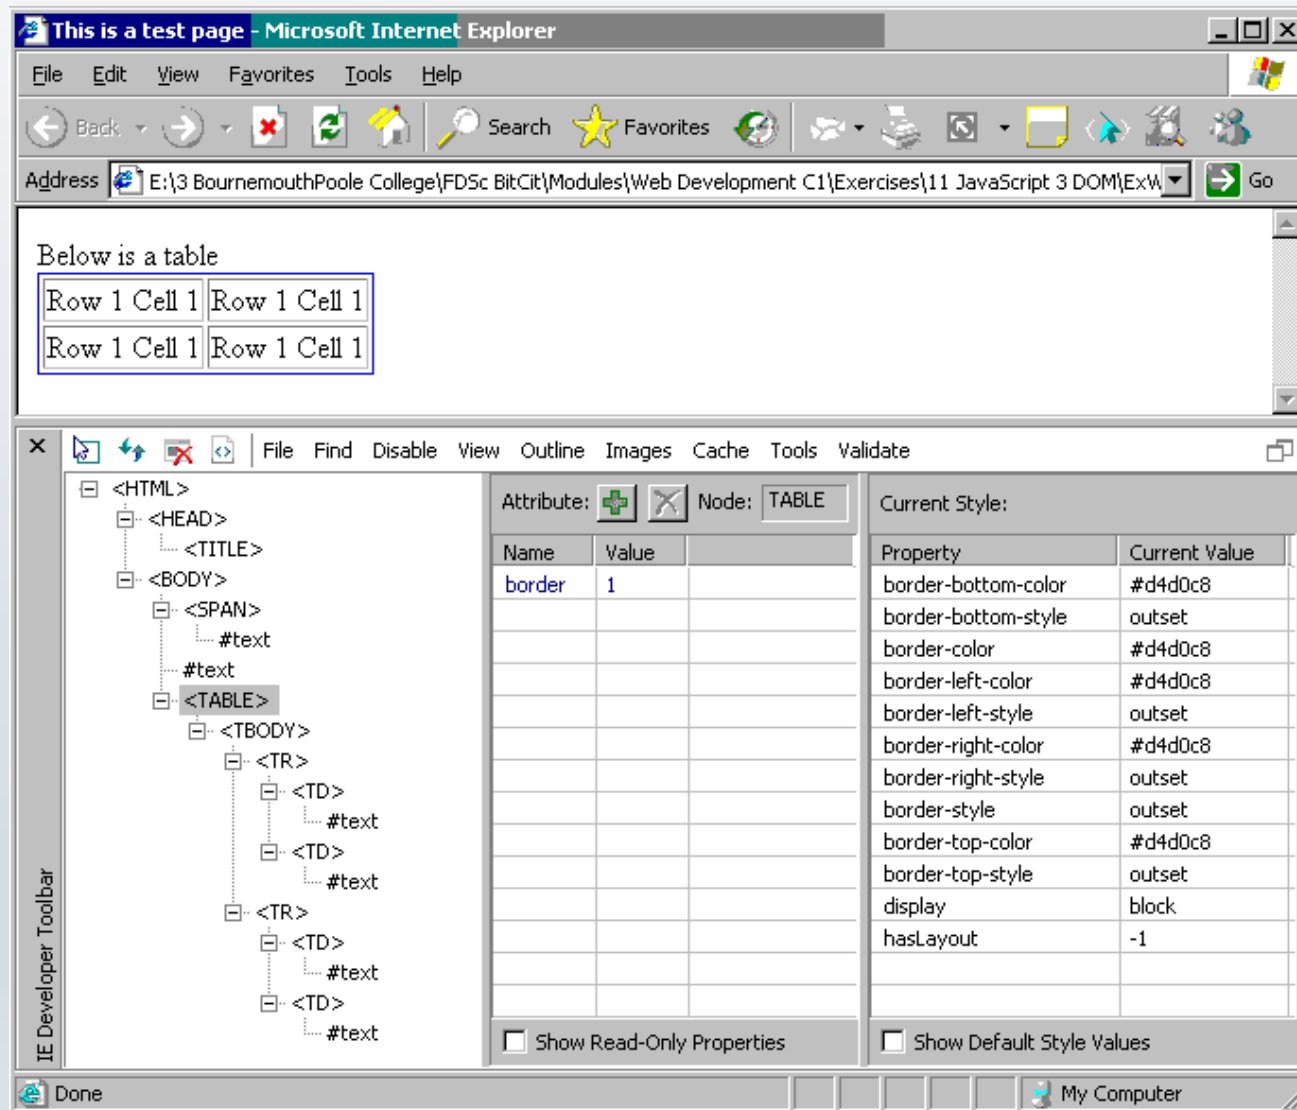 This is a test page - Microsoft Internet Explorer
File Edit View Favorites Tools Help
Back Search Favorites
Address E:\3 BournemouthPoole College\FDSc BitCit\Modules\Web Development C1\Exercises\11 JavaScript 3 DOM\ExW Go
Below is a table
Row 1 Cell 1 Row 1 Cell 1
Row 1 Cell 1 Row 1 Cell 1
File Find Disable View Outline Images Cache Tools Validate
IE Developer Toolbar
<HTML>
<HEAD>
<TITLE>
<BODY>
<SPAN>
#text
#text
<TABLE>
<TBODY>
<TR>
<TD>
#text
<TD>
#text
<TR>
<TD>
#text
<TD>
#text
Attribute: Node: TABLE
Name Value
border 1
Show Read-Only Properties
Current Style:
Property Current Value
border-bottom-color #d4d0c8
border-bottom-style outset
border-color #d4d0c8
border-left-color #d4d0c8
border-left-style outset
border-right-color #d4d0c8
border-right-style outset
border-style outset
border-top-color #d4d0c8
border-top-style outset
display block
hasLayout -1
Show Default Style Values
Done My Computer